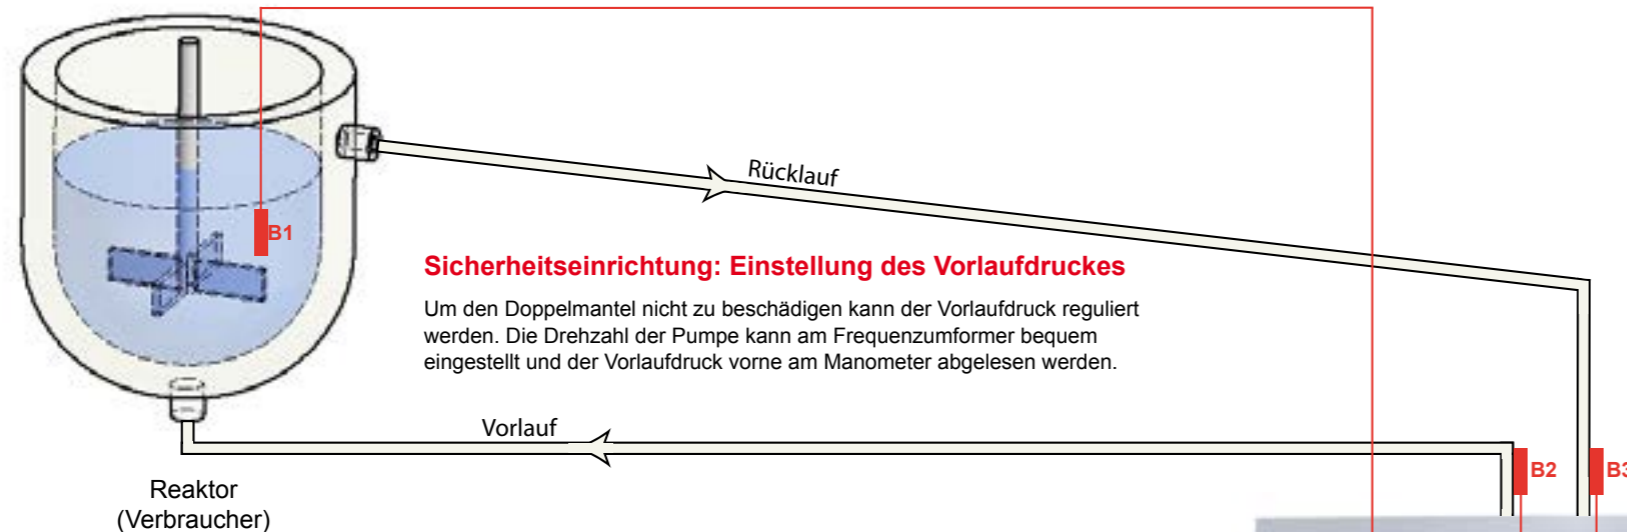 Rücklauf
B1
Sicherheitseinrichtung: Einstellung des Vorlaufdruckes
Um den Doppelmantel nicht zu beschädigen kann der Vorlaufdruck reguliert
werden. Die Drehzahl der Pumpe kann am Frequenzumformer bequem
eingestellt und der Vorlaufdruck vorne am Manometer abgelesen werden.
Vorlauf
B2
B3
Reaktor
(Verbraucher)